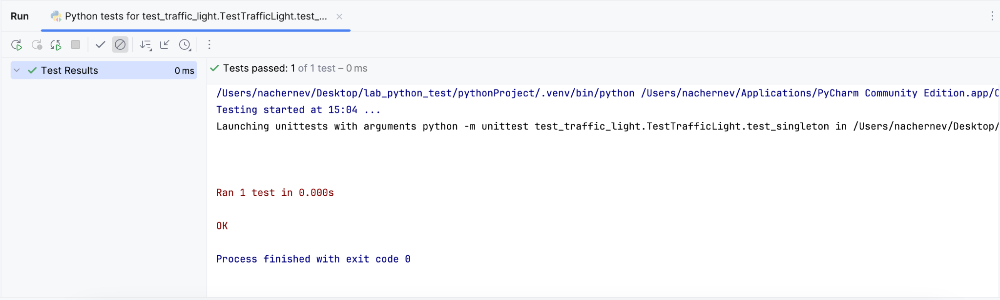 Run
Python tests for test_traffic_light.TestTrafficLight.test_...
Test Results 0 ms
Tests passed: 1 of 1 test – 0 ms
/Users/nachernev/Desktop/lab_python_test/pythonProject/.venv/bin/python /Users/nachernev/Applications/PyCharm Community Edition.app/C
Testing started at 15:04 ...
Launching unittests with arguments python -m unittest test_traffic_light.TestTrafficLight.test_singleton in /Users/nachernev/Desktop/
Ran 1 test in 0.000s
OK
Process finished with exit code 0